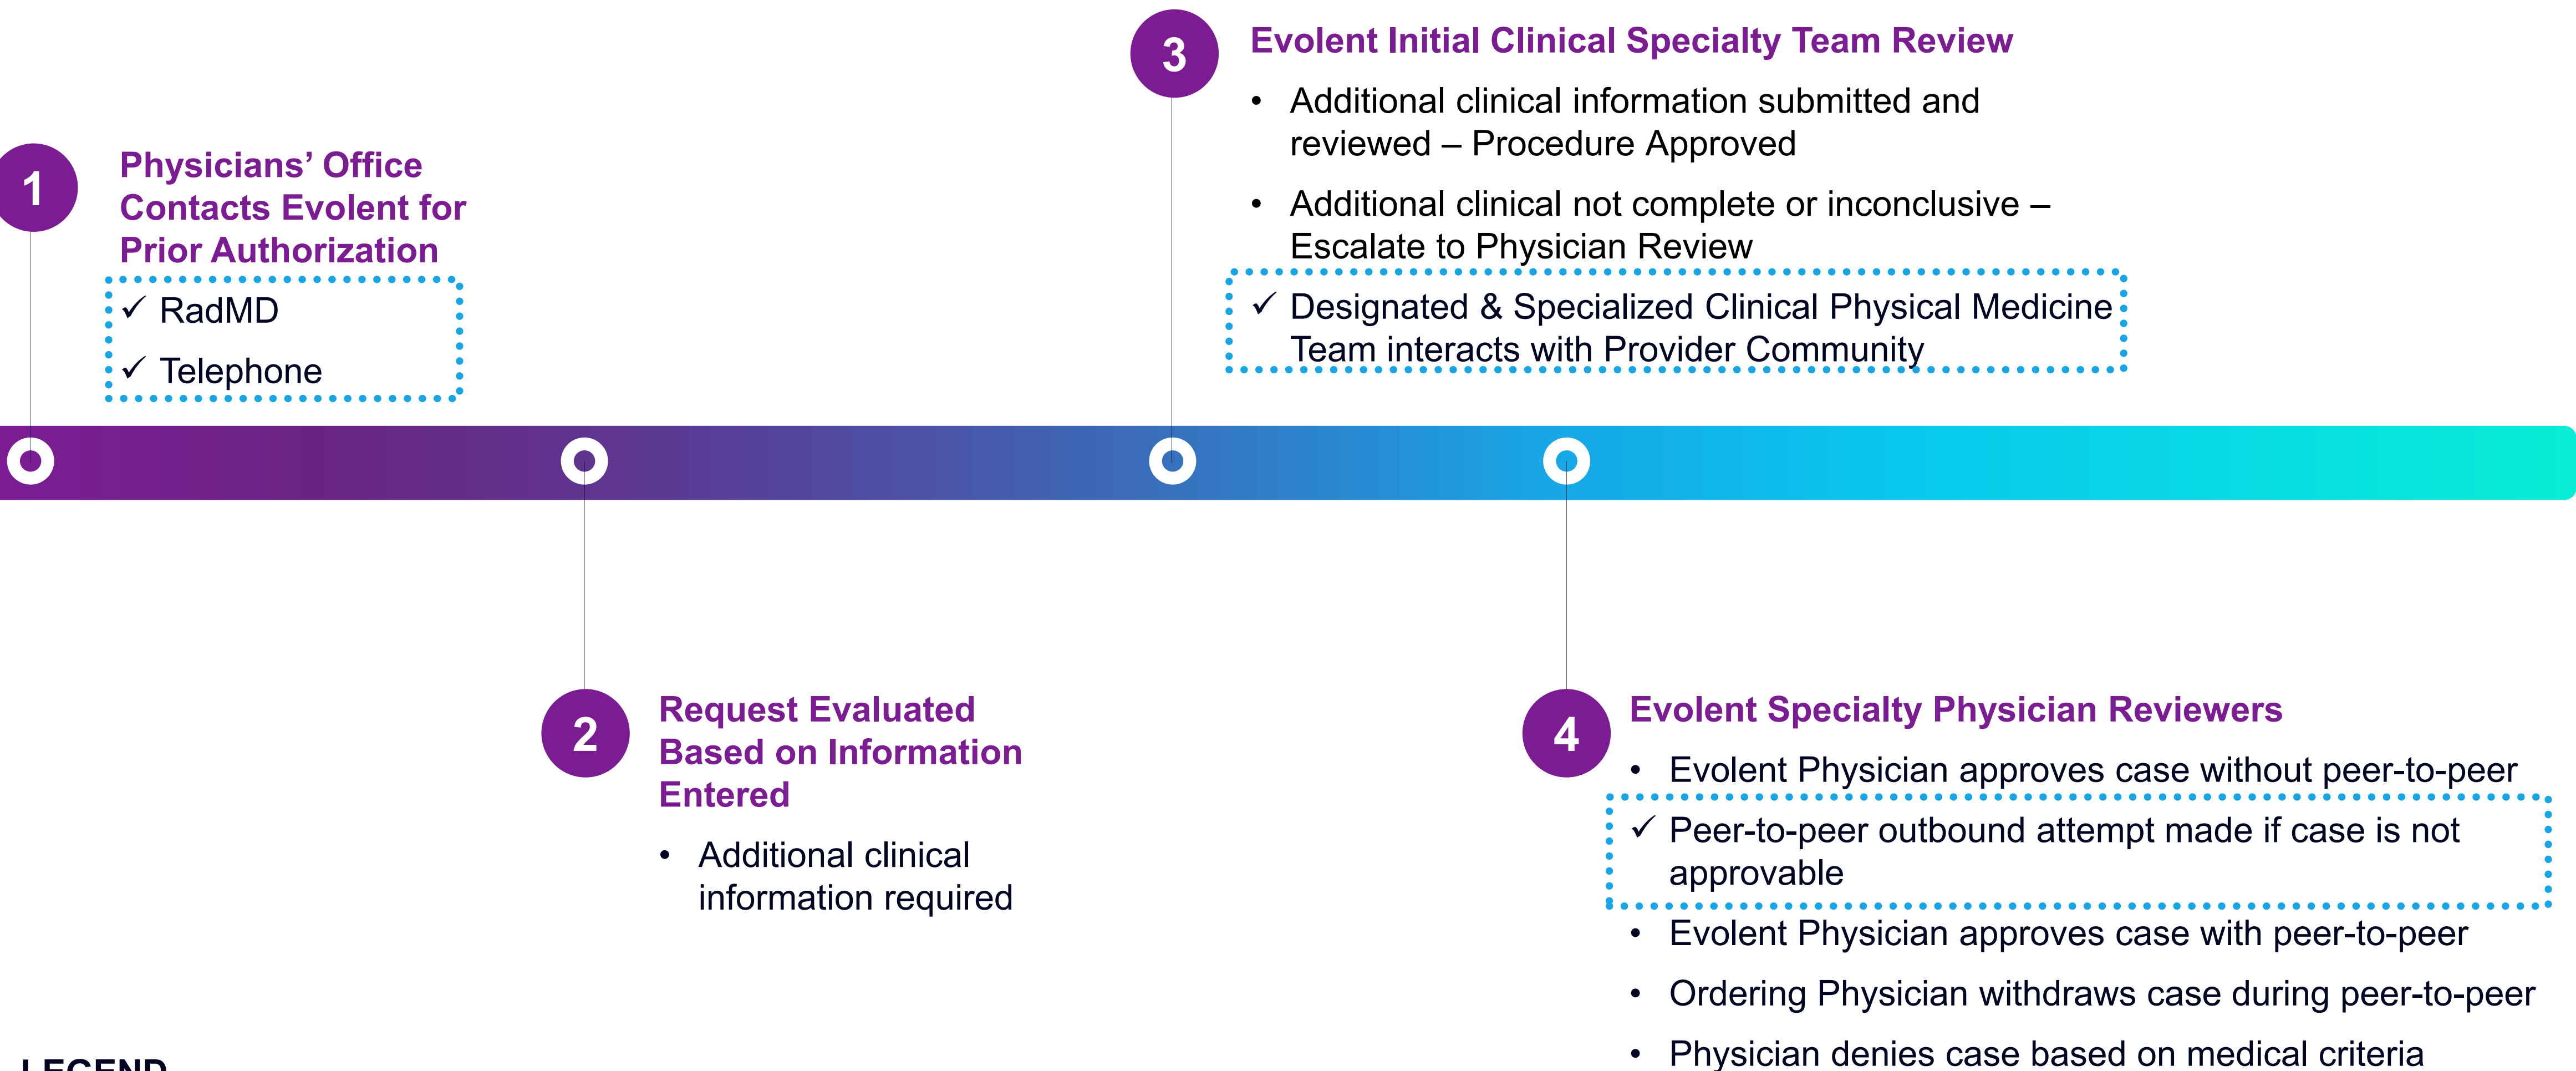 1
Physicians’ Office
Contacts Evolent for
Prior Authorization
✓ RadMD
✓ Telephone
2
Request Evaluated
Based on Information
Entered
• Additional clinical
information required
3
Evolent Initial Clinical Specialty Team Review
• Additional clinical information submitted and
reviewed – Procedure Approved
• Additional clinical not complete or inconclusive –
Escalate to Physician Review
✓ Designated & Specialized Clinical Physical Medicine
Team interacts with Provider Community
4
Evolent Specialty Physician Reviewers
• Evolent Physician approves case without peer-to-peer
✓ Peer-to-peer outbound attempt made if case is not
approvable
• Evolent Physician approves case with peer-to-peer
• Ordering Physician withdraws case during peer-to-peer
• Physician denies case based on medical criteria
LEGEND